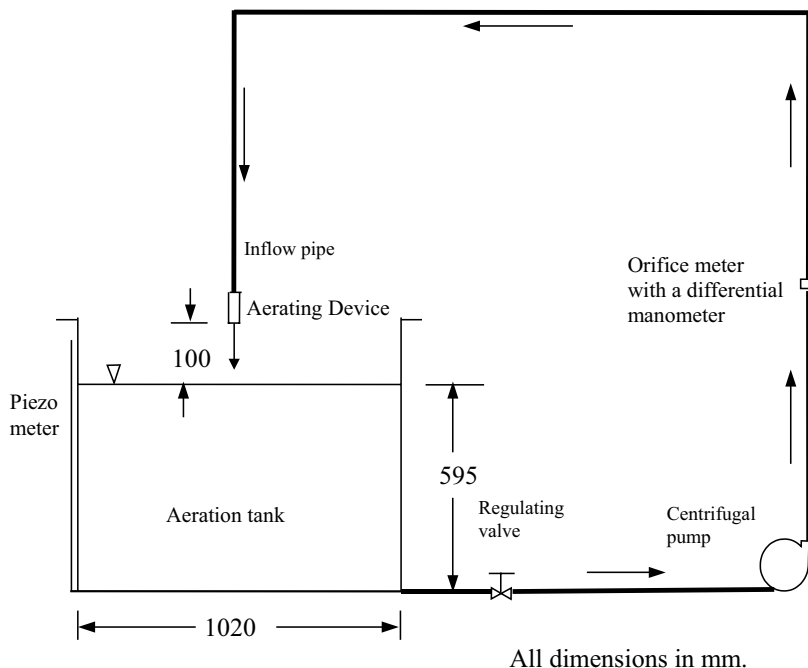 Inflow pipe
Aerating Device
Orifice meter
with a differential
manometer
100
Piezo
meter
595
Aeration tank
Regulating
valve
Centrifugal
pump
1020
All dimensions in mm.